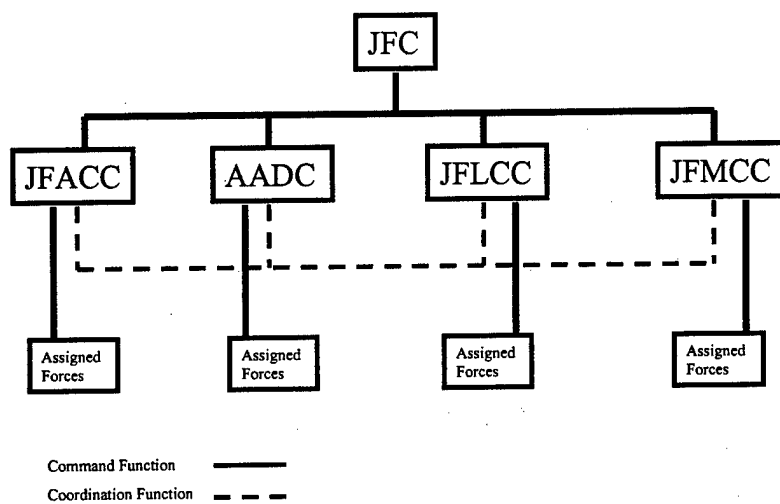 JFC
JFACC
AADC
JFLCC
JFMCC
Assigned
Forces
Assigned
Forces
Assigned
Forces
Assigned
Forces
Command Function
Coordination Function